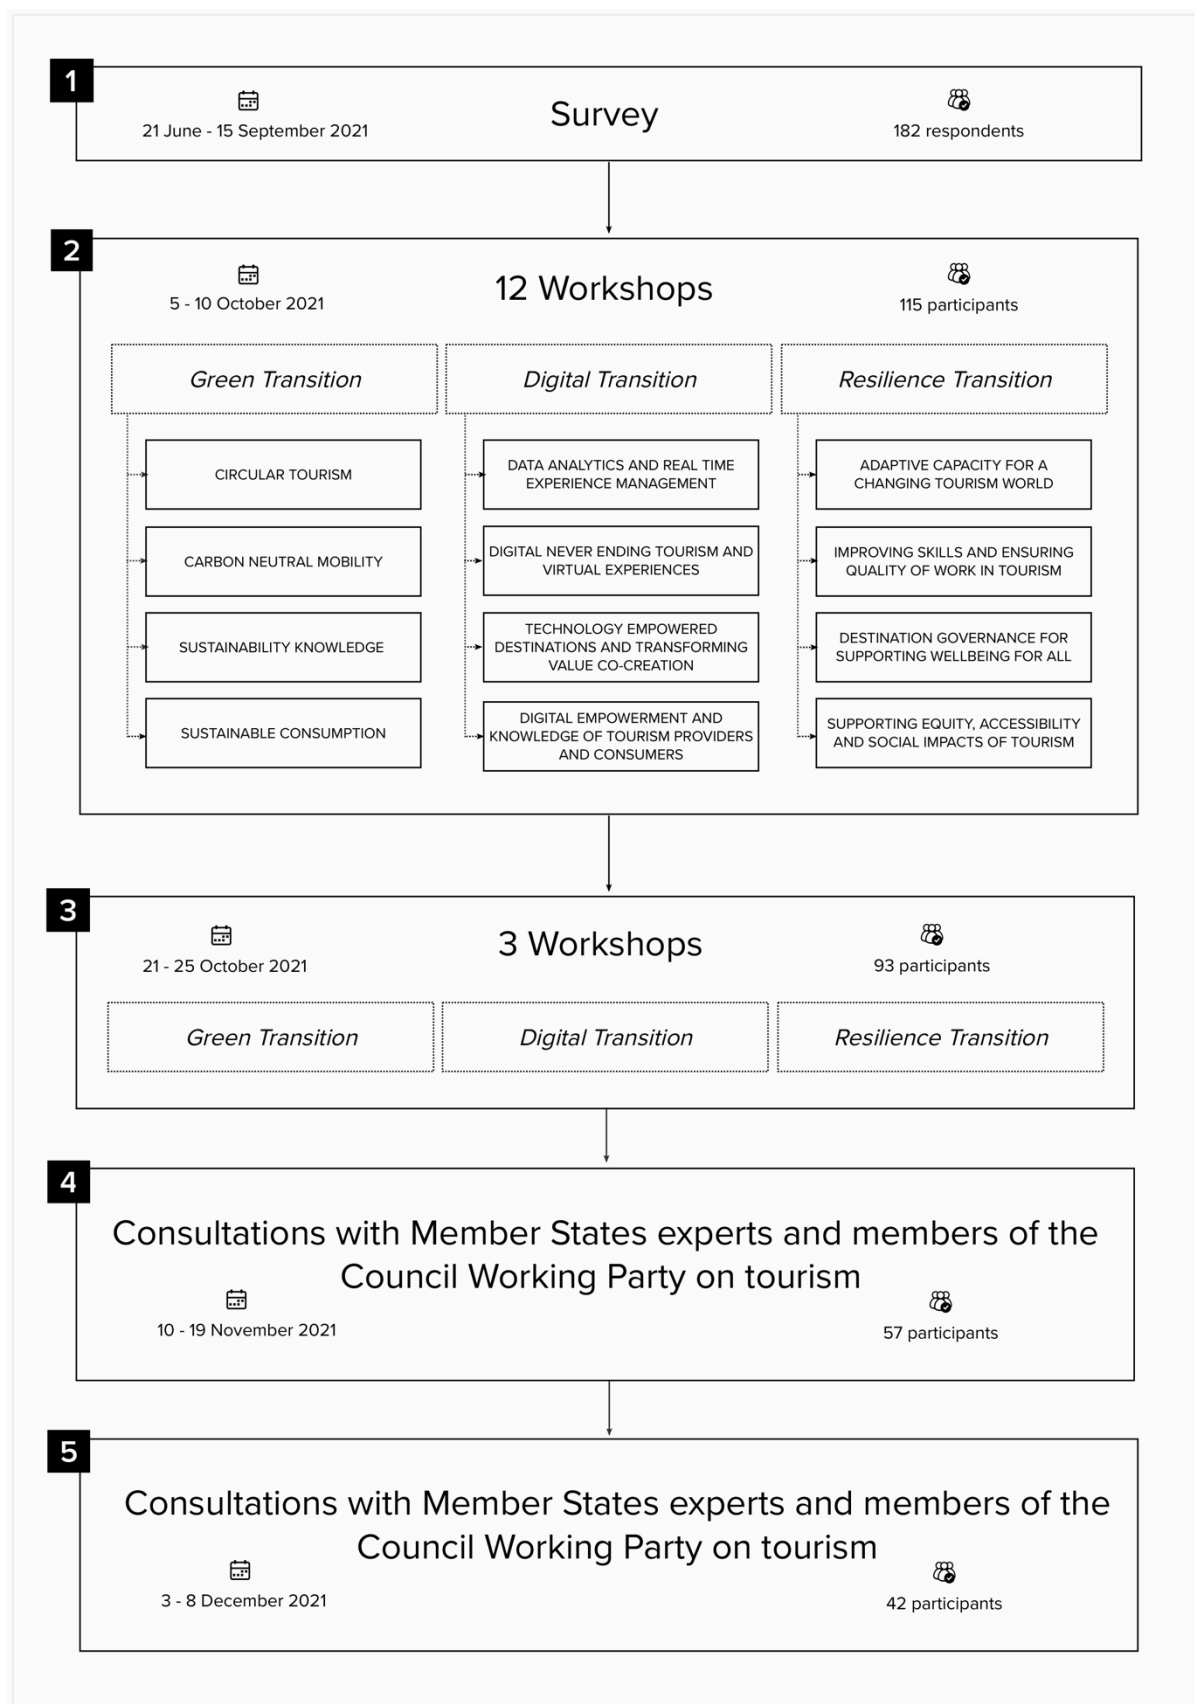 1
21 June - 15 September 2021
Survey
182 respondents
2
5 - 10 October 2021
12 Workshops
115 participants
Green Transition
Digital Transition
Resilience Transition
CIRCULAR TOURISM
CARBON NEUTRAL MOBILITY
SUSTAINABILITY KNOWLEDGE
SUSTAINABLE CONSUMPTION
DATA ANALYTICS AND REAL TIME
EXPERIENCE MANAGEMENT
DIGITAL NEVER ENDING TOURISM AND
VIRTUAL EXPERIENCES
TECHNOLOGY EMPOWERED
DESTINATIONS AND TRANSFORMING
VALUE CO-CREATION
DIGITAL EMPOWERMENT AND
KNOWLEDGE OF TOURISM PROVIDERS
AND CONSUMERS
ADAPTIVE CAPACITY FOR A
CHANGING TOURISM WORLD
IMPROVING SKILLS AND ENSURING
QUALITY OF WORK IN TOURISM
DESTINATION GOVERNANCE FOR
SUPPORTING WELLBEING FOR ALL
SUPPORTING EQUITY, ACCESSIBILITY
AND SOCIAL IMPACTS OF TOURISM
3
21 - 25 October 2021
3 Workshops
93 participants
Green Transition
Digital Transition
Resilience Transition
4
Consultations with Member States experts and members of the
Council Working Party on tourism
10 - 19 November 2021
57 participants
5
Consultations with Member States experts and members of the
Council Working Party on tourism
3 - 8 December 2021
42 participants